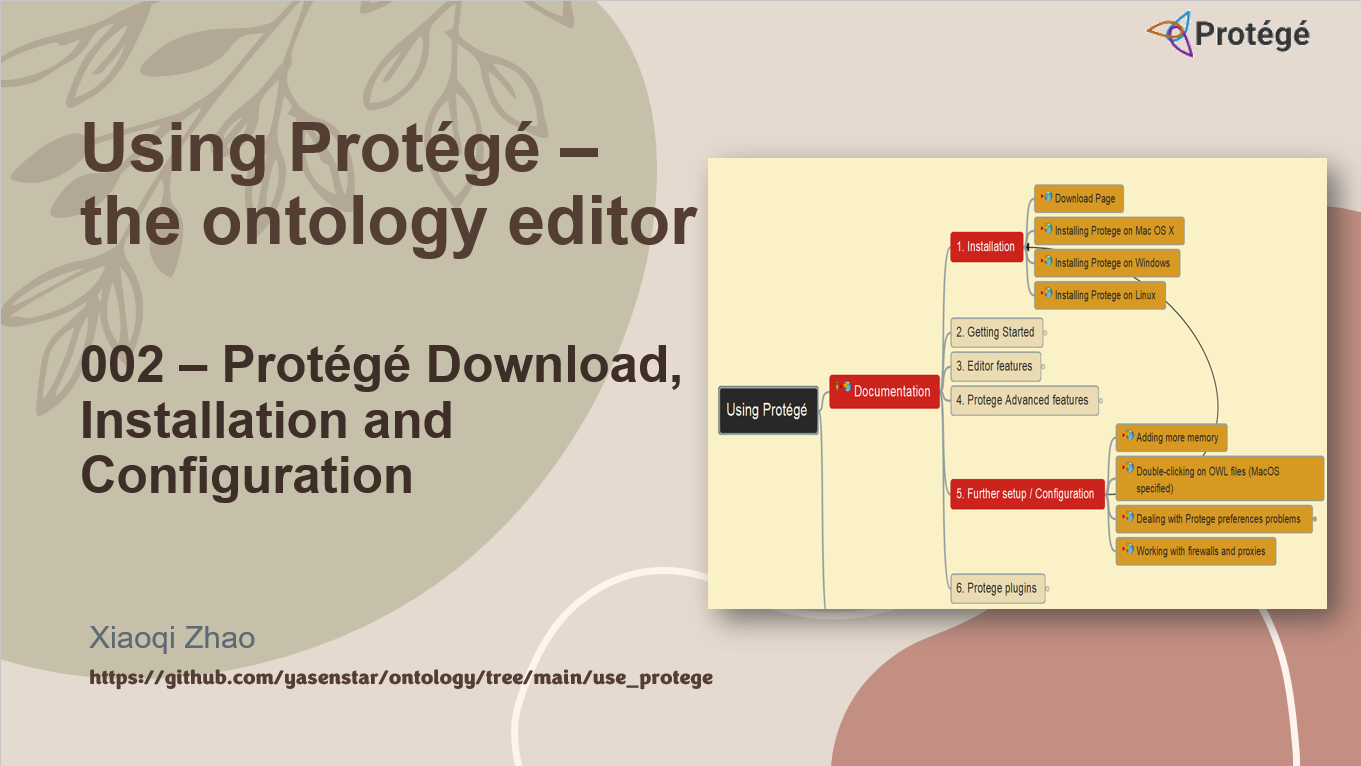 Protégé
Using Protégé –
the ontology editor
002 – Protégé Download,
Installation and
Configuration
Xiaoqi Zhao
https://github.com/yasenstar/ontology/tree/main/use_protege
Using Protégé
Documentation
1. Installation
Download Page
Installing Protege on Mac OS X
Installing Protege on Windows
Installing Protege on Linux
2. Getting Started
3. Editor features
4. Protege Advanced features
5. Further setup / Configuration
Adding more memory
Double-clicking on OWL files (MacOS
specified)
Dealing with Protege preferences problems
Working with firewalls and proxies
6. Protege plugins